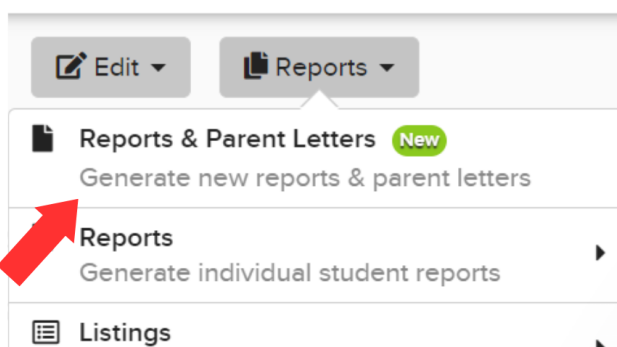 Edit Reports
Reports & Parent Letters New
Generate new reports & parent letters
Reports
Generate individual student reports
Listings